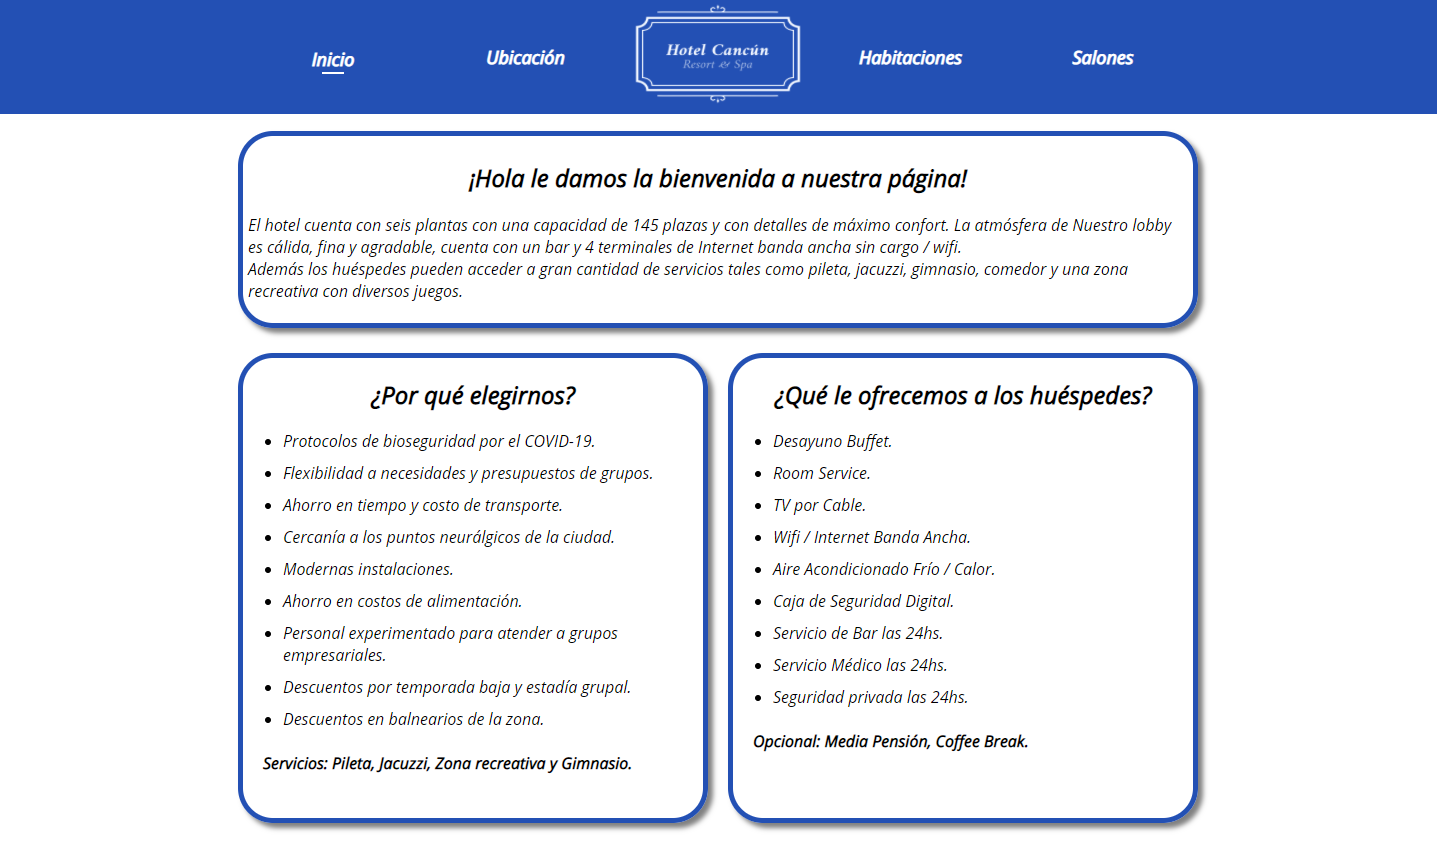 Inicio
Ubicación
Hotel Cancún
Resort & Spa
Habitaciones
Salones
¡Hola le damos la bienvenida a nuestra página!
El hotel cuenta con seis plantas con una capacidad de 145 plazas y con detalles de máximo confort. La atmósfera de Nuestro lobby
es cálida, fina y agradable, cuenta con un bar y 4 terminales de Internet banda ancha sin cargo / wifi.
Además los huéspedes pueden acceder a gran cantidad de servicios tales como pileta, jacuzzi, gimnasio, comedor y una zona
recreativa con diversos juegos.
¿Por qué elegirnos?
Protocolos de bioseguridad por el COVID-19.
Flexibilidad a necesidades y presupuestos de grupos.
Ahorro en tiempo y costo de transporte.
Cercanía a los puntos neurálgicos de la ciudad.
Modernas instalaciones.
Ahorro en costos de alimentación.
Personal experimentado para atender a grupos
empresariales.
Descuentos por temporada baja y estadía grupal.
Descuentos en balnearios de la zona.
Servicios: Pileta, Jacuzzi, Zona recreativa y Gimnasio.
¿Qué le ofrecemos a los huéspedes?
Desayuno Buffet.
Room Service.
TV por Cable.
Wifi / Internet Banda Ancha.
Aire Acondicionado Frío / Calor.
Caja de Seguridad Digital.
Servicio de Bar las 24hs.
Servicio Médico las 24hs.
Seguridad privada las 24hs.
Opcional: Media Pensión, Coffee Break.